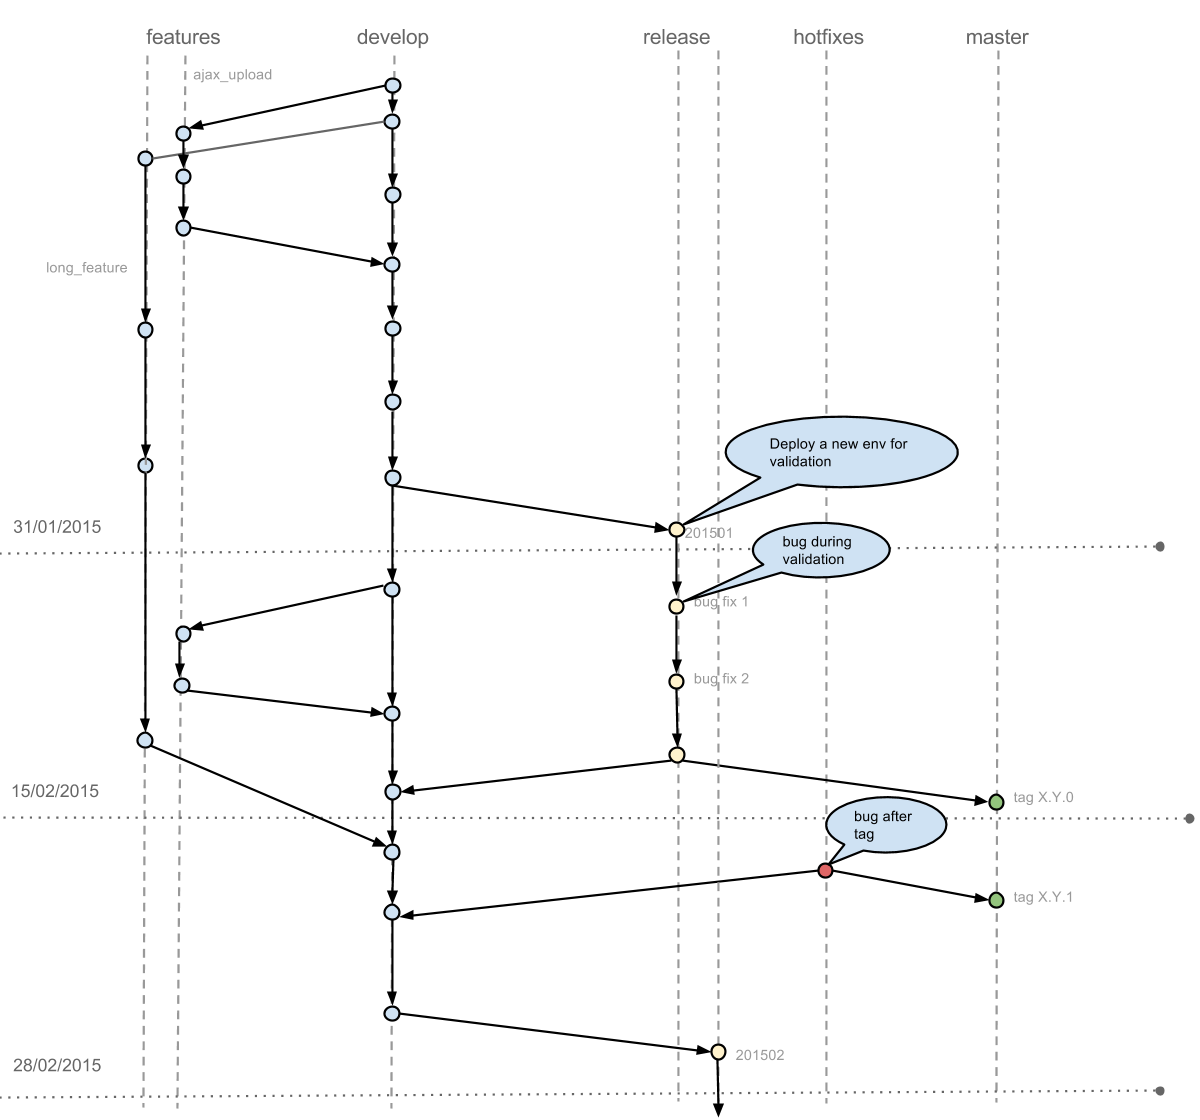 features
develop
release
hotfixes
master
ajax_upload
long_feature
Deploy a new env for
validation
31/01/2015
201501
bug during
validation
bug fix 1
bug fix 2
15/02/2015
tag X.Y.0
bug after
tag
tag X.Y.1
28/02/2015
201502